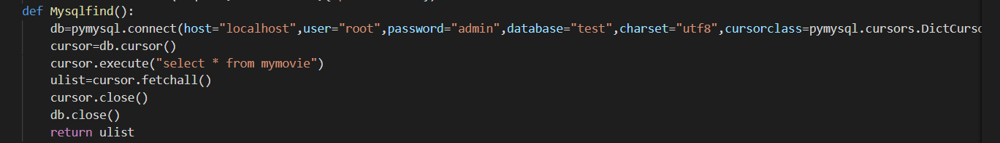 def Mysqlfind():
db=pymysql.connect(host="localhost",user="root",password="admin",database="test",charset="utf8",cursorclass=pymysql.cursors.DictCurso
cursor=db.cursor()
cursor.execute("select * from mymovie")
ulist=cursor.fetchall()
cursor.close()
db.close()
return ulist